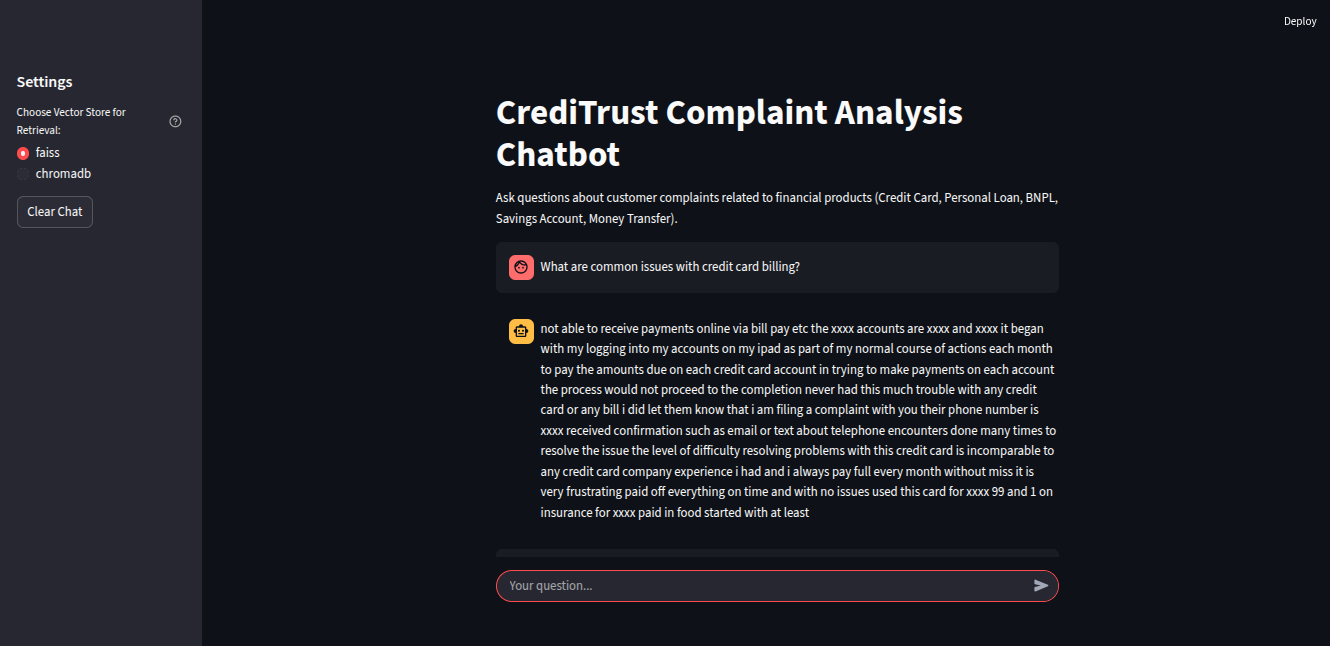 Deploy
Settings
Choose Vector Store for
Retrieval:
faiss
chromadb
Clear Chat
CrediTrust Complaint Analysis
Chatbot
Ask questions about customer complaints related to financial products (Credit Card, Personal Loan, BNPL,
Savings Account, Money Transfer).
What are common issues with credit card billing?
not able to receive payments online via bill pay etc the xxxx accounts are xxxx and xxxx it began
with my logging into my accounts on my ipad as part of my normal course of actions each month
to pay the amounts due on each credit card account in trying to make payments on each account
the process would not proceed to the completion never had this much trouble with any credit
card or any bill i did let them know that i am filing a complaint with you their phone number is
xxxx received confirmation such as email or text about telephone encounters done many times to
resolve the issue the level of difficulty resolving problems with this credit card is incomparable to
any credit card company experience i had and i always pay full every month without miss it is
very frustrating paid off everything on time and with no issues used this card for xxxx 99 and 1 on
insurance for xxxx paid in food started with at least
Your question...